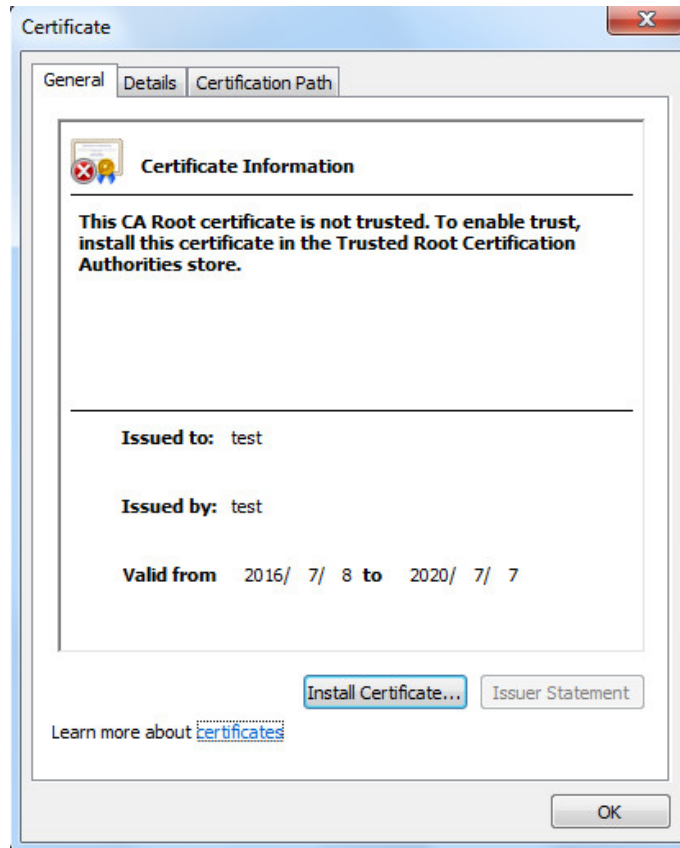 Certificate
General Details Certification Path
Certificate Information
This CA Root certificate is not trusted. To enable trust,
install this certificate in the Trusted Root Certification
Authorities store.
Issued to: test
Issued by: test
Valid from 2016/ 7/ 8 to 2020/ 7/ 7
Install Certificate... Issuer Statement
Learn more about certificates
OK